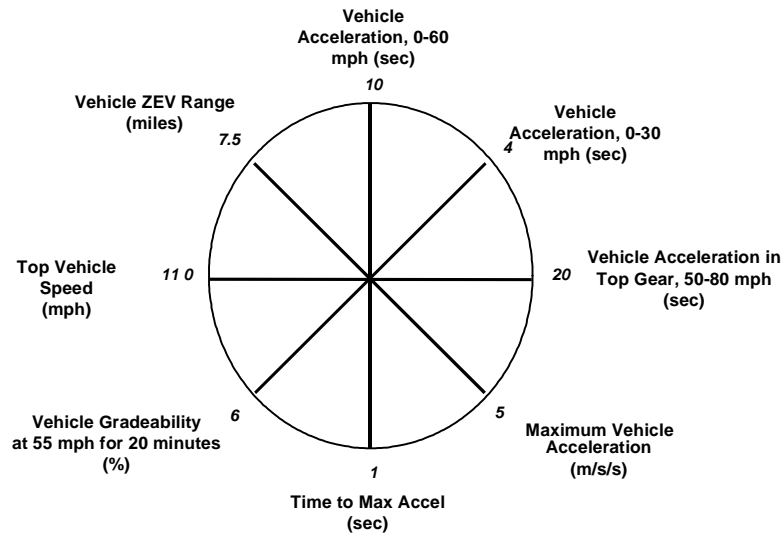 Vehicle
Acceleration, 0-60
mph (sec)
10
Vehicle ZEV Range
(miles)
7.5
Vehicle
Acceleration, 0-30
mph (sec)
4
Top Vehicle
Speed
(mph)
11 0
20
Vehicle Acceleration in
Top Gear, 50-80 mph
(sec)
Vehicle Gradeability
at 55 mph for 20 minutes
(%)
6
5
Maximum Vehicle
Acceleration
(m/s/s)
1
Time to Max Accel
(sec)